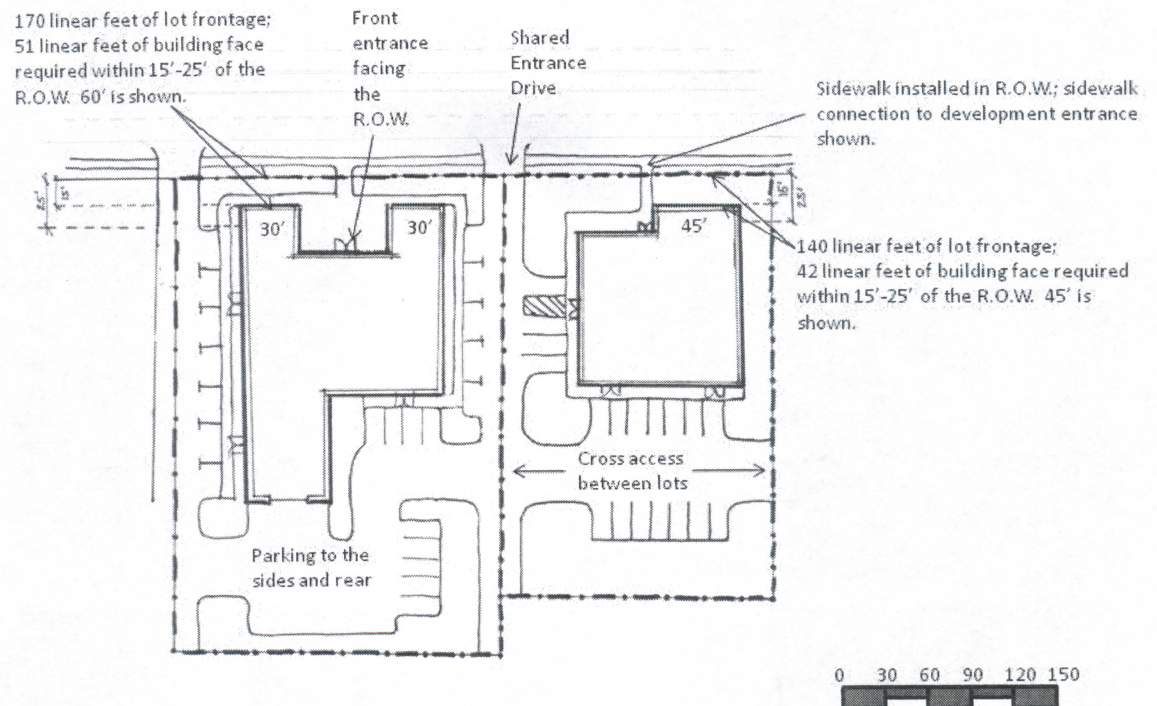 170 linear feet of lot frontage;
51 linear feet of building face
required within 15'-25' of the
R.O.W. 60' is shown.
Front
entrance
facing
the
R.O.W.
Shared
Entrance
Drive
Sidewalk installed in R.O.W.; sidewalk
connection to development entrance
shown.
25'
15'
15'
25'
30'
30'
45'
140 linear feet of lot frontage;
42 linear feet of building face required
within 15'-25' of the R.O.W. 45' is
shown.
Cross access
between lots
Parking to the
sides and rear
0 30 60 90 120 150